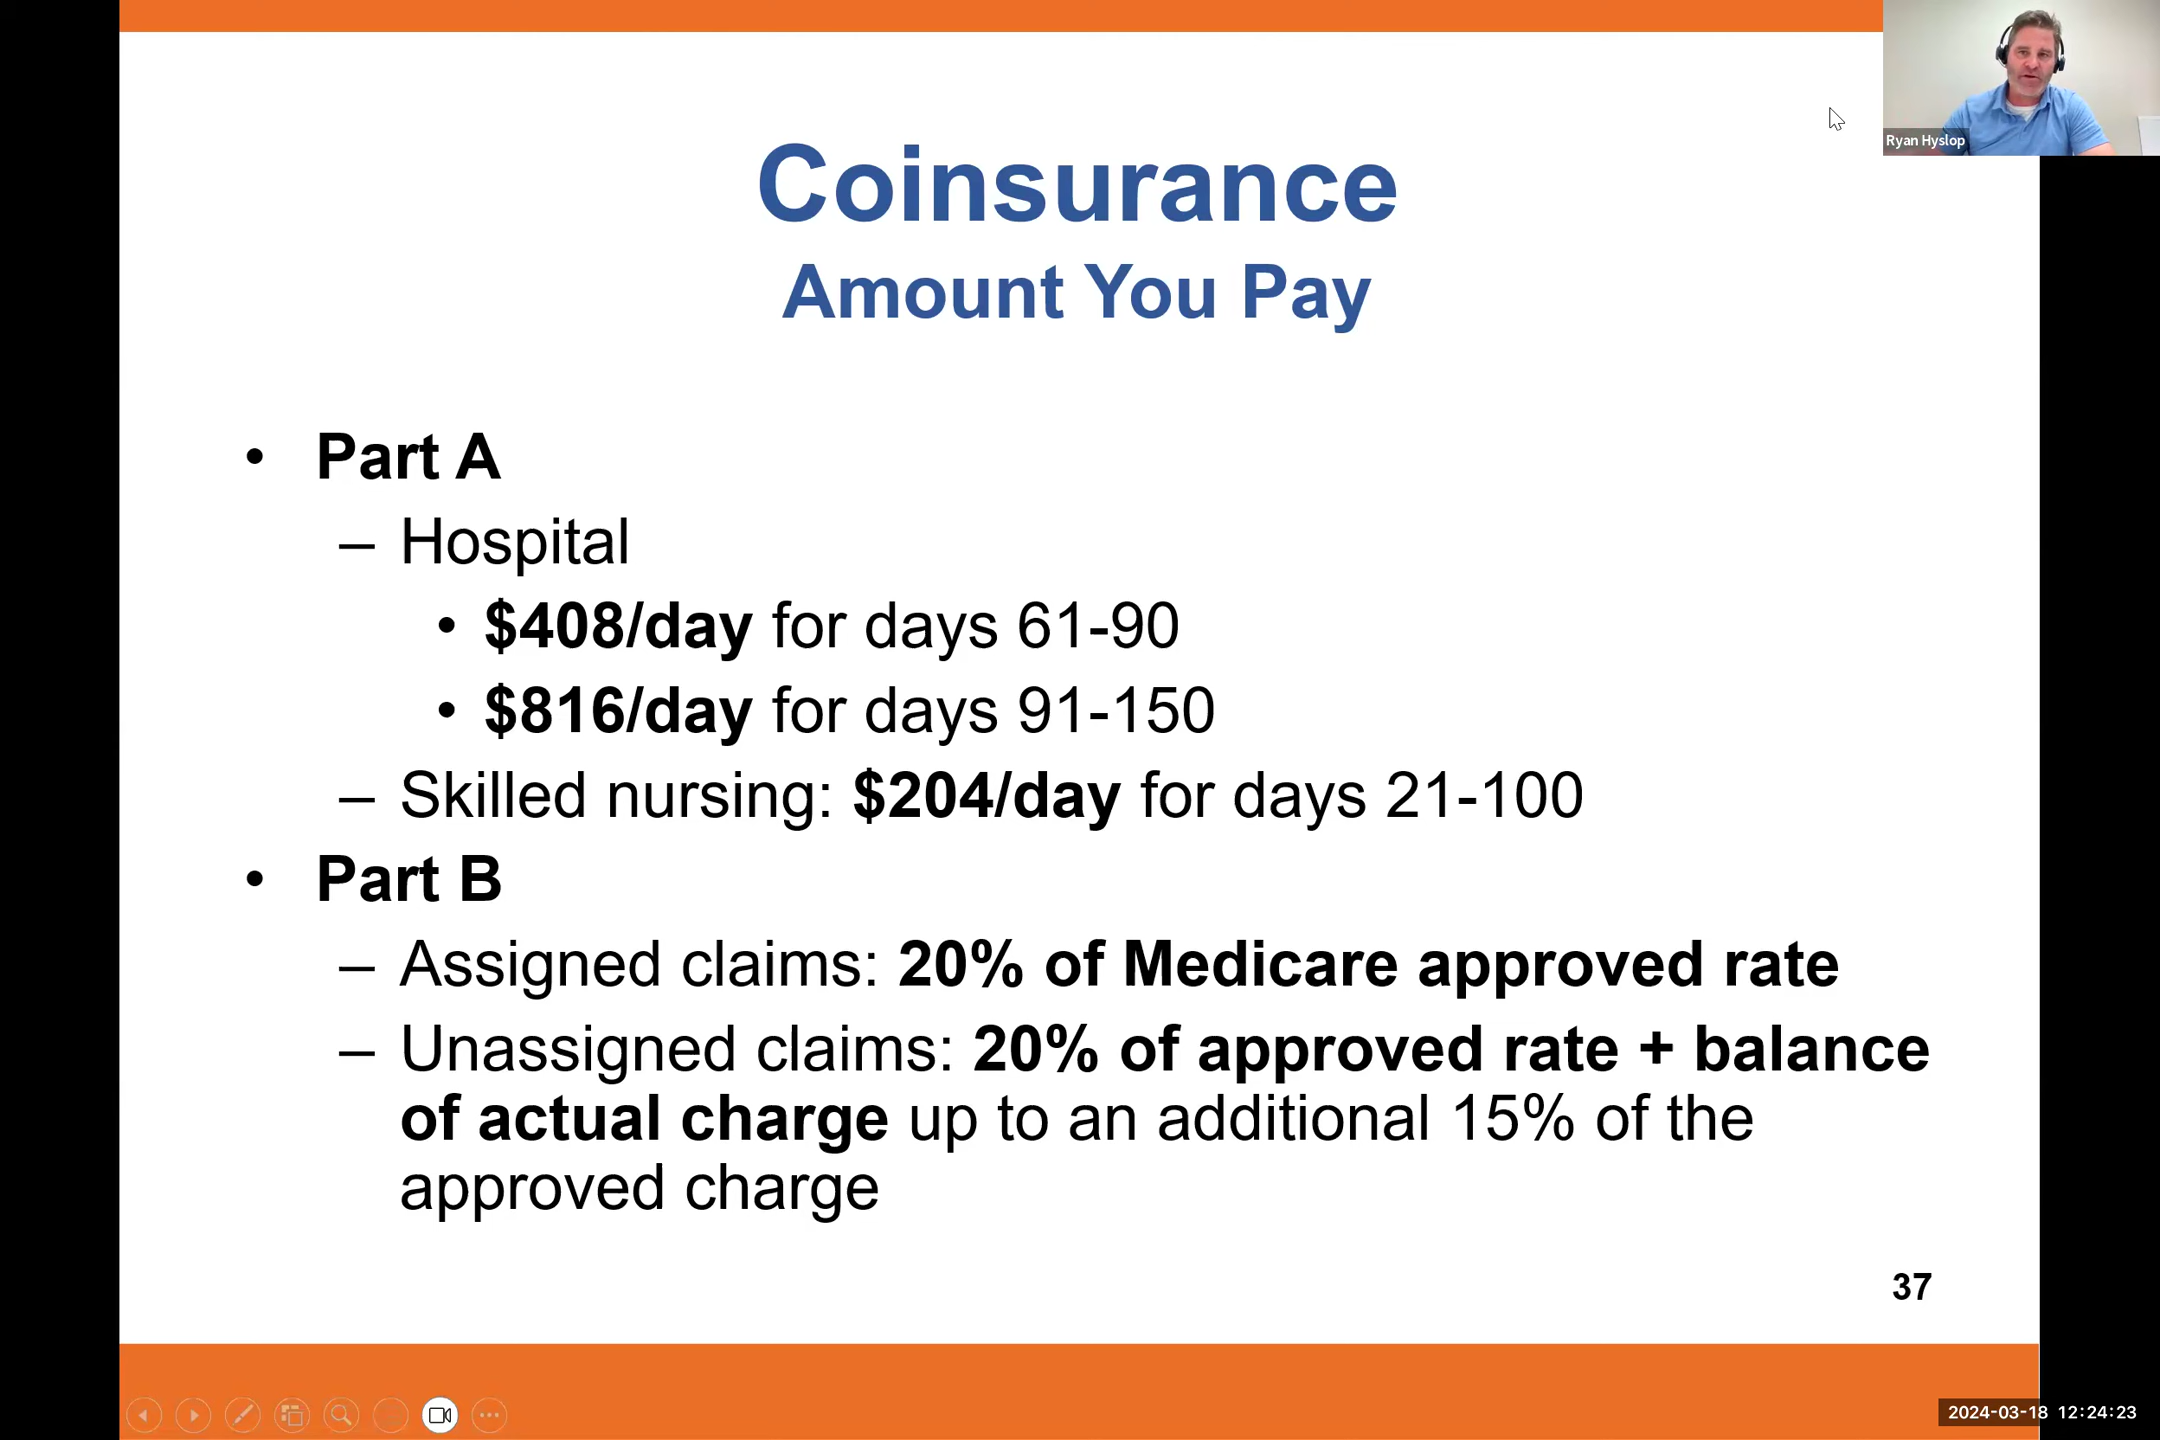 Ryan Hyslop
Coinsurance
Amount You Pay
• Part A
– Hospital
• $408/day for days 61-90
• $816/day for days 91-150
– Skilled nursing: $204/day for days 21-100
• Part B
– Assigned claims: 20% of Medicare approved rate
– Unassigned claims: 20% of approved rate + balance
of actual charge up to an additional 15% of the
approved charge
37
2024-03-18 12:24:23